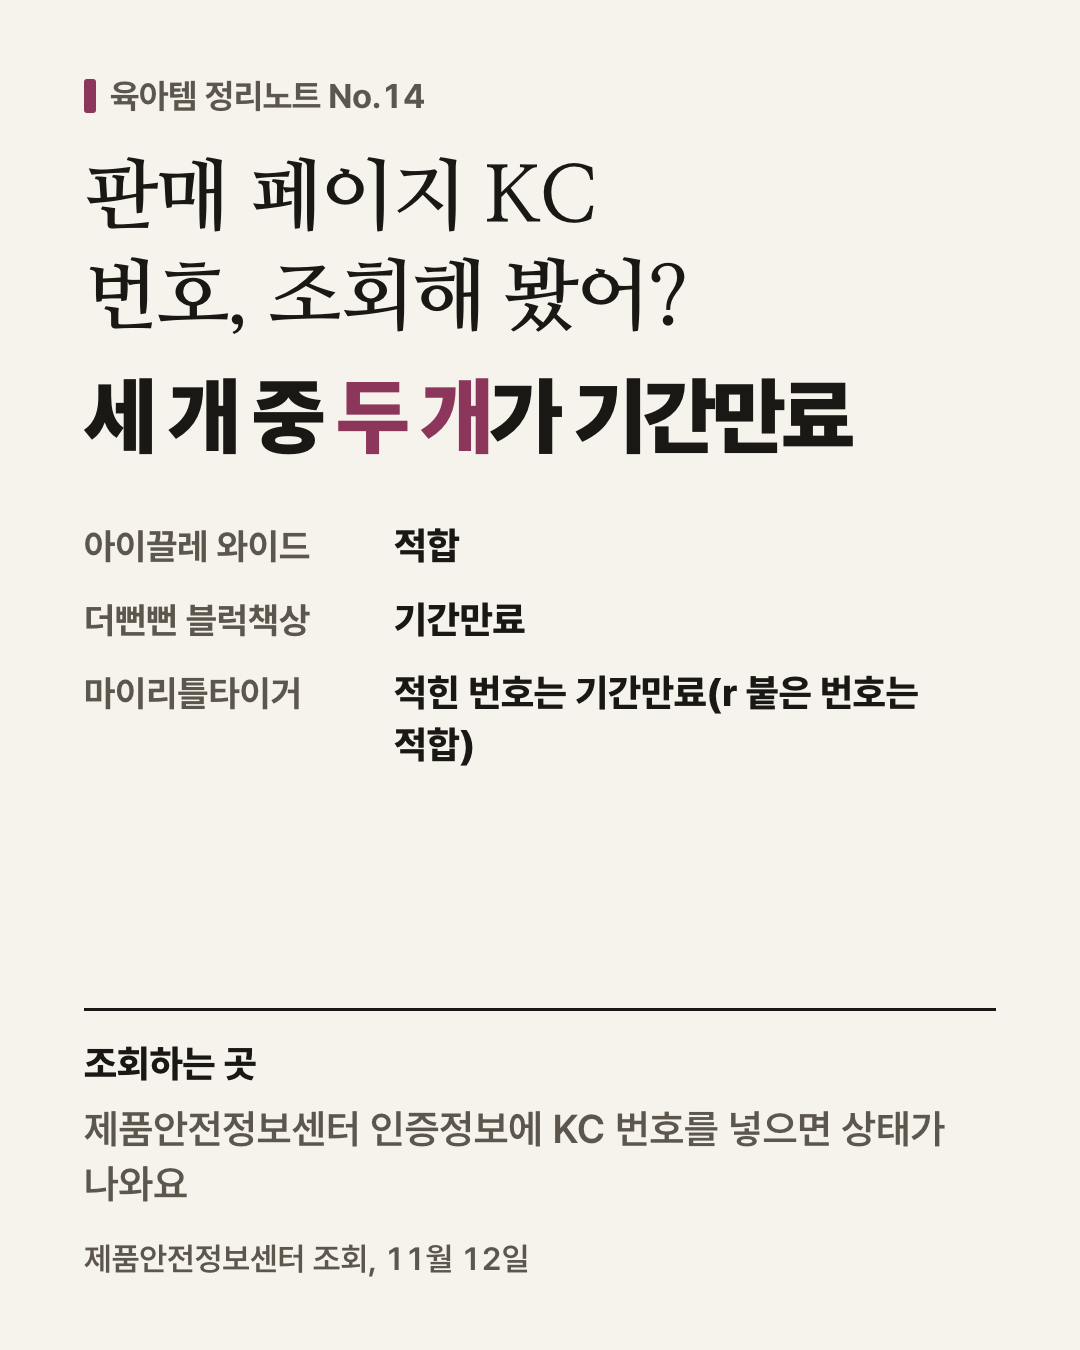 육아템 정리노트 No.14
판매 페이지 KC
번호, 조회해 봤어?
세 개 중 두 개가 기간만료
아이끌레 와이드 적합
더뻔뻔 블럭책상 기간만료
마이리틀타이거 적힌 번호는 기간만료(r 붙은 번호는
적합)
조회하는 곳
제품안전정보센터 인증정보에 KC 번호를 넣으면 상태가
나와요
제품안전정보센터 조회, 11월 12일